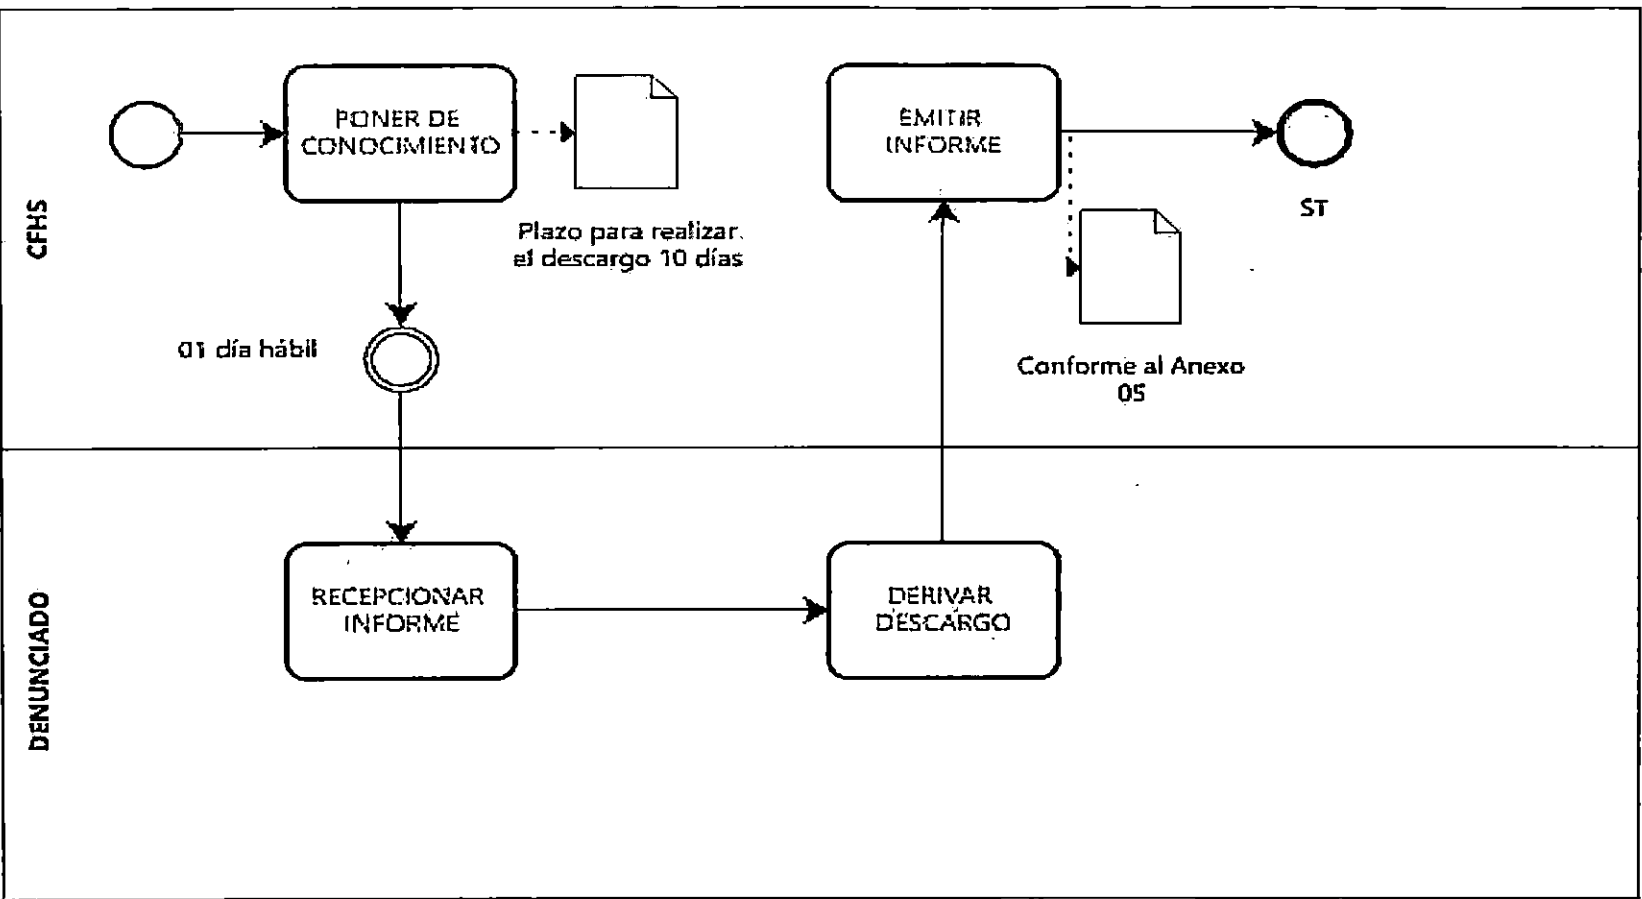 CFHS
PONER DE
CONOCIMIENTO
Plazo para realizar
el descargo 10 días
01 día hábil
EMITIR
INFORME
ST
Conforme al Anexo
05
DENUNCIADO
RECEPCIONAR
INFORME
DERIVAR
DESCARGO